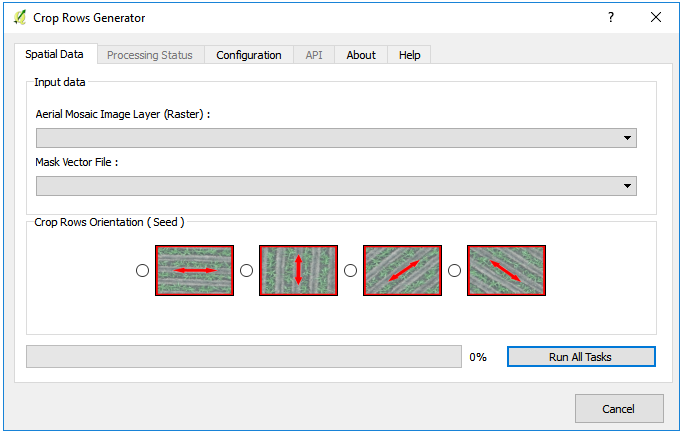 Crop Rows Generator
Spatial Data Processing Status Configuration API About Help
Input data
Aerial Mosaic Image Layer (Raster) :
Mask Vector File :
Crop Rows Orientation ( Seed )
0% Run All Tasks
Cancel